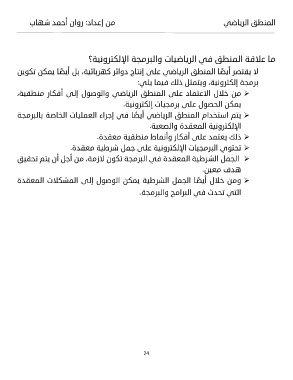 المنطق الرياضي
من إعداد: روان أحمد شهاب
ما علاقة المنطق في الرياضيات والبرمجة الإلكترونية؟
لا يقتصر أيضًا المنطق الرياضي على إنتاج دوائر كهربائية، بل أيضًا يمكن تكوين
برمجة إلكترونية، ويتمثل ذلك فيما يلي:
➢ من خلال الاعتماد على المنطق الرياضي والوصول إلى أفكار منطقية،
يمكن الحصول على برمجيات إلكترونية.
➢ يتم استخدام المنطق الرياضي أيضًا في إجراء العمليات الخاصة بالبرمجة
الإلكترونية المعقدة والصعبة.
➢ ذلك يعتمد على أفكار وأنماط منطقية معقدة.
➢ تحتوي البرمجيات الإلكترونية على جمل شرطية معقدة.
➢ الجمل الشرطية المعقدة في البرمجة تكون لازمة، من أجل أن يتم تحقيق
هدف معين.
➢ ومن خلال أيضًا الجمل الشرطية يمكن الوصول إلى المشكلات المعقدة
التي تحدث في البرامج والبرمجة.
24